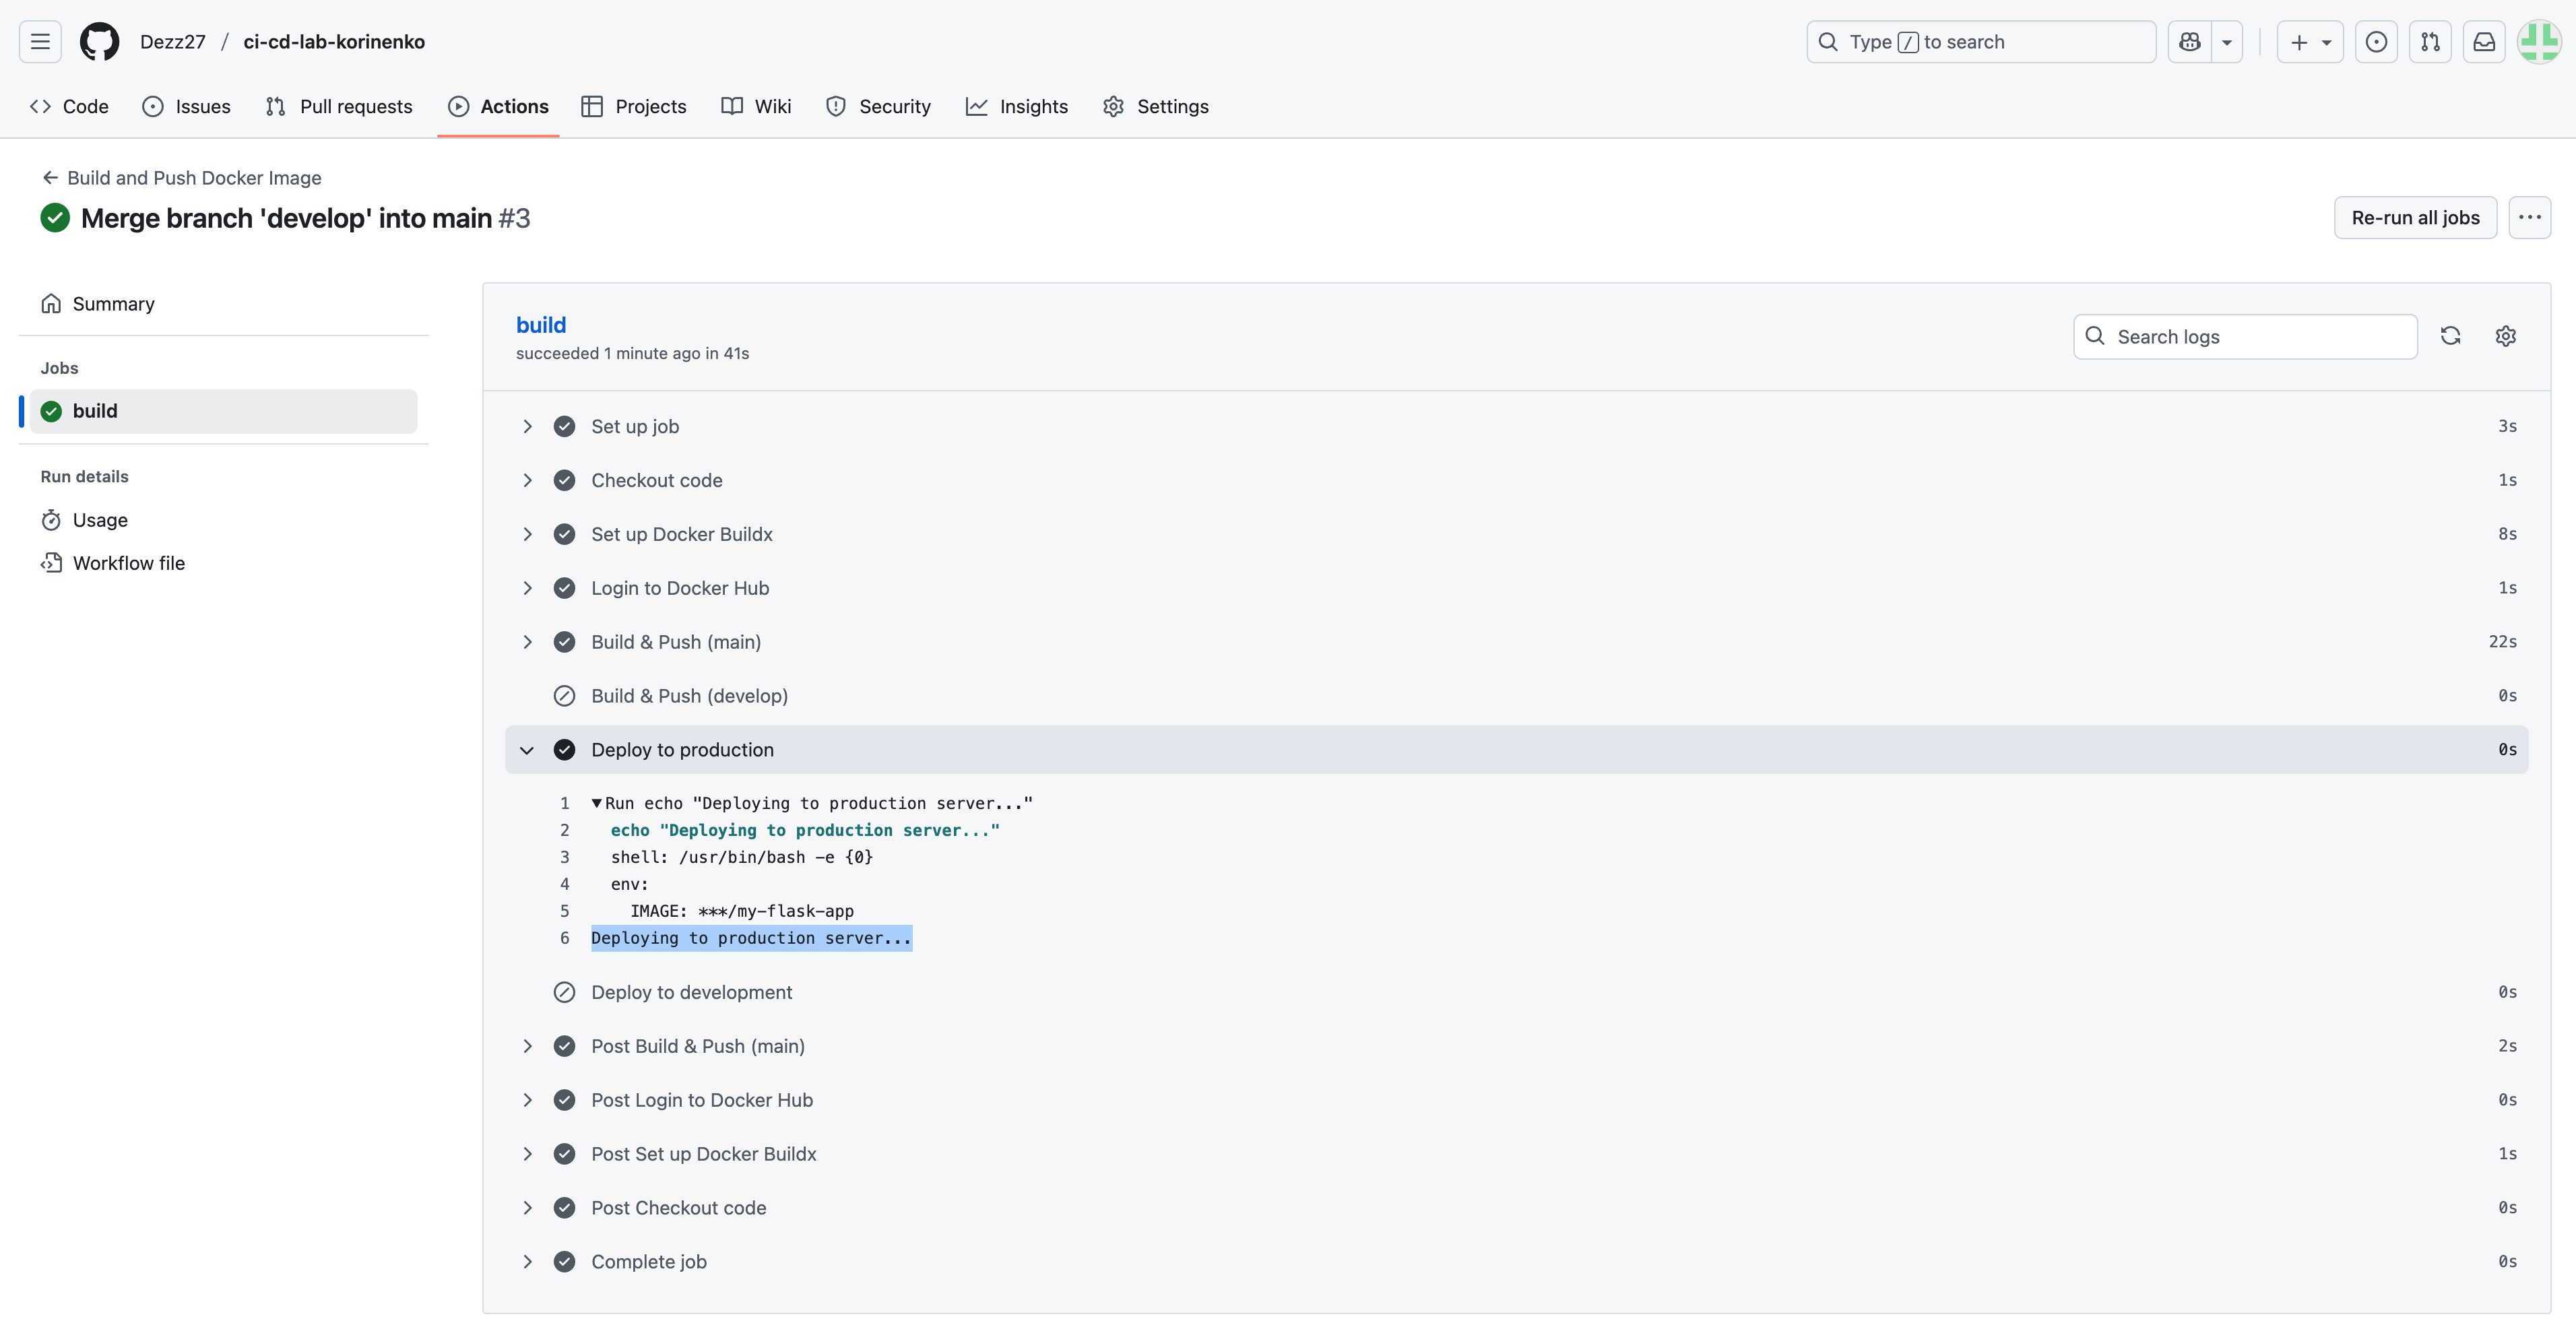 Dezz27 / ci-cd-lab-korinenko
Type / to search
Code Issues Pull requests Actions Projects Wiki Security Insights Settings
Build and Push Docker Image
Merge branch 'develop' into main #3
Re-run all jobs
Summary
Jobs
build
Run details
Usage
Workflow file
build
succeeded 1 minute ago in 41s
Search logs
Set up job 3s
Checkout code 1s
Set up Docker Buildx 8s
Login to Docker Hub 1s
Build & Push (main) 22s
Build & Push (develop) 0s
Deploy to production 0s
1 ▼Run echo "Deploying to production server..."
2 echo "Deploying to production server..."
3 shell: /usr/bin/bash -e {0}
4 env:
5 IMAGE: ***/my-flask-app
6 Deploying to production server...
Deploy to development 0s
Post Build & Push (main) 2s
Post Login to Docker Hub 0s
Post Set up Docker Buildx 1s
Post Checkout code 0s
Complete job 0s